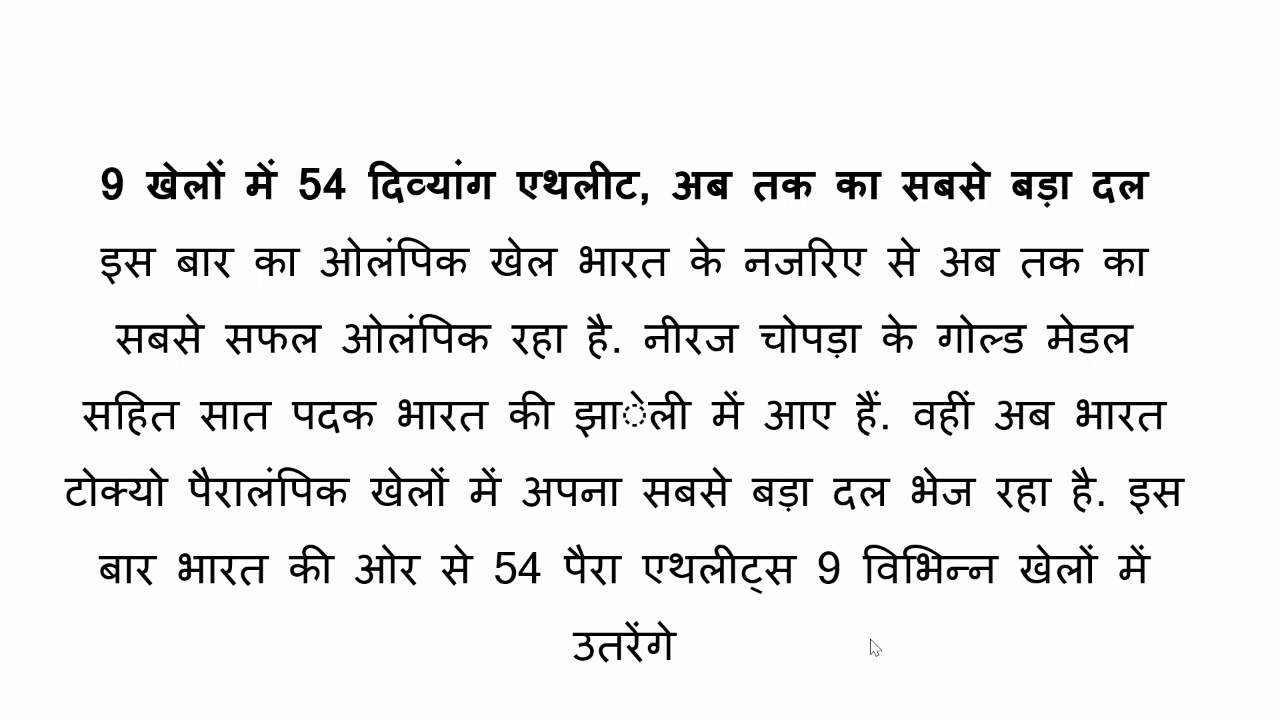 9 खेलों में 54 दिव्यांग एथलीट, अब तक का सबसे बड़ा दल
इस बार का ओलंपिक खेल भारत के नजरिए से अब तक का
सबसे सफल ओलंपिक रहा है. नीरज चोपड़ा के गोल्ड मेडल
सहित सात पदक भारत की झाेली में आए हैं. वहीं अब भारत
टोक्यो पैरालंपिक खेलों में अपना सबसे बड़ा दल भेज रहा है. इस
बार भारत की ओर से 54 पैरा एथलीट्स 9 विभिन्न खेलों में
उतरेंगे